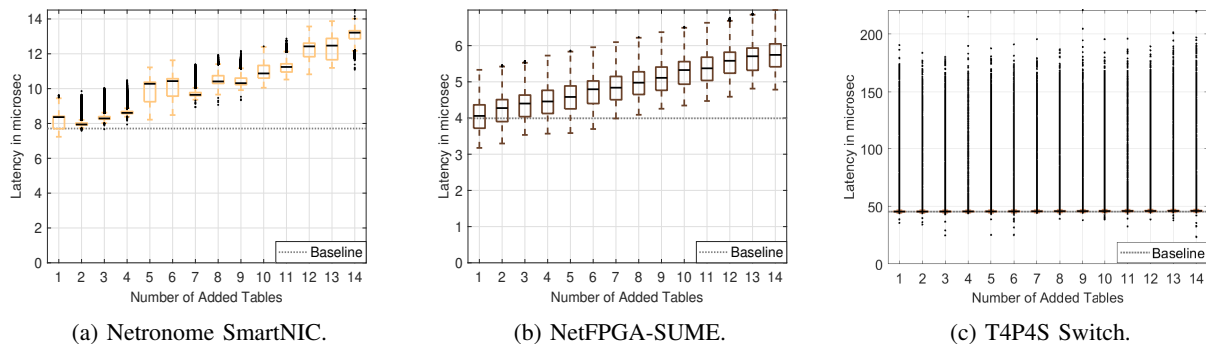 14
12
10
8
6
4
2
0
Latency in microsec
Baseline
1 2 3 4 5 6 7 8 9 10 11 12 13 14
Number of Added Tables
(a) Netronome SmartNIC.
6
5
4
3
2
1
0
Latency in microsec
Baseline
1 2 3 4 5 6 7 8 9 10 11 12 13 14
Number of Added Tables
(b) NetFPGA-SUME.
200
150
100
50
0
Latency in microsec
Baseline
1 2 3 4 5 6 7 8 9 10 11 12 13 14
Number of Added Tables
(c) T4P4S Switch.